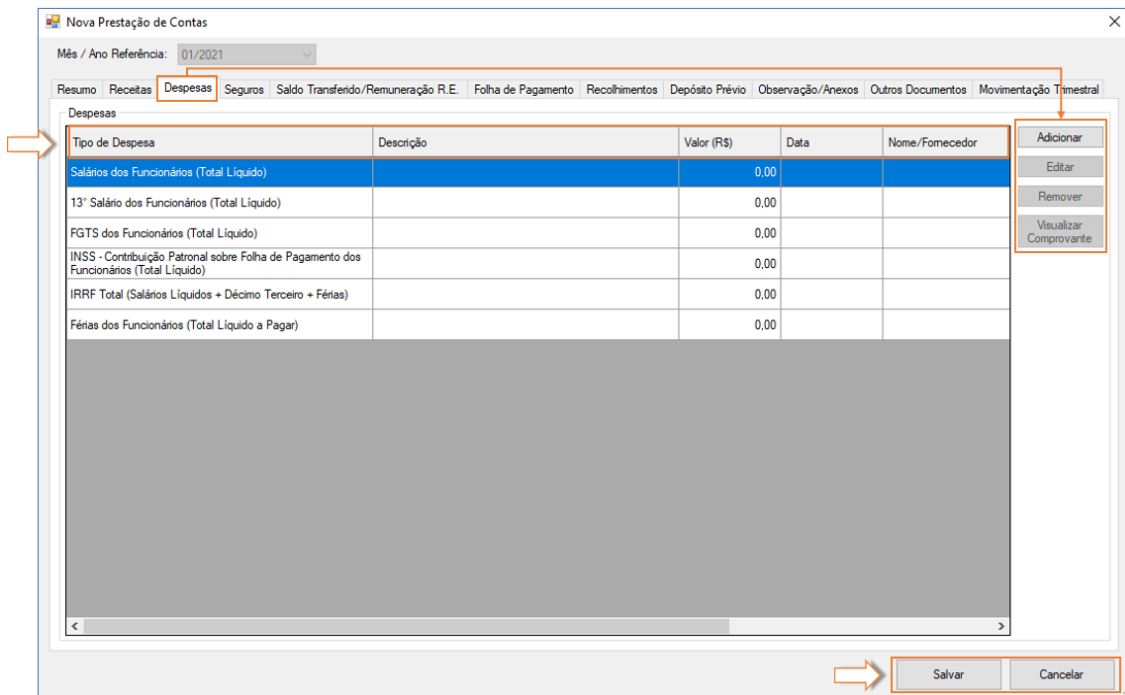 Nova Prestação de Contas
Mês / Ano Referência: 01/2021
Resumo Receitas Despesas Seguros Saldo Transferido/Remuneração R.E. Folha de Pagamento Recolhimentos Depósito Prévio Observação/Anexos Outros Documentos Movimentação Trimestral
Despesas
Tipo de Despesa Descrição Valor (R$) Data Nome/Fornecedor
Adicionar
Salários dos Funcionários (Total Líquido) 0,00
Editar
13° Salário dos Funcionários (Total Líquido) 0,00
Remover
FGTS dos Funcionários (Total Líquido) 0,00
Visualizar
Comprovante
INSS - Contribuição Patronal sobre Folha de Pagamento dos
Funcionários (Total Líquido) 0,00
IRRF Total (Salários Líquidos + Décimo Terceiro + Férias) 0,00
Férias dos Funcionários (Total Líquido a Pagar) 0,00
Salvar Cancelar